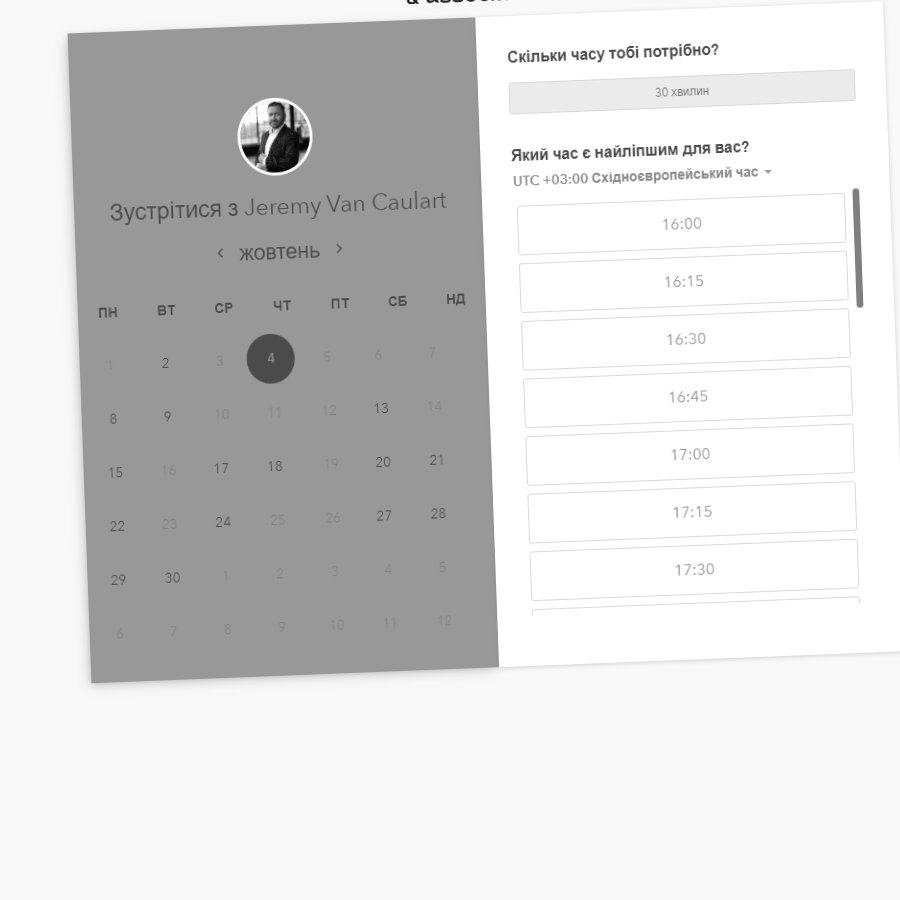 Зустрітися з Jeremy Van Caulart
жовтень
ПН ВТ СР ЧТ ПТ СБ НД
1 2 3 4 5 6 7
8 9 10 11 12 13 14
15 16 17 18 19 20 21
22 23 24 25 26 27 28
29 30 1 2 3 4 5
6 7 8 9 10 11 12
Скільки часу тобі потрібно?
30 хвилин
Який час є найліпшим для вас?
UTC +03:00 Східноєвропейський час
16:00
16:15
16:30
16:45
17:00
17:15
17:30